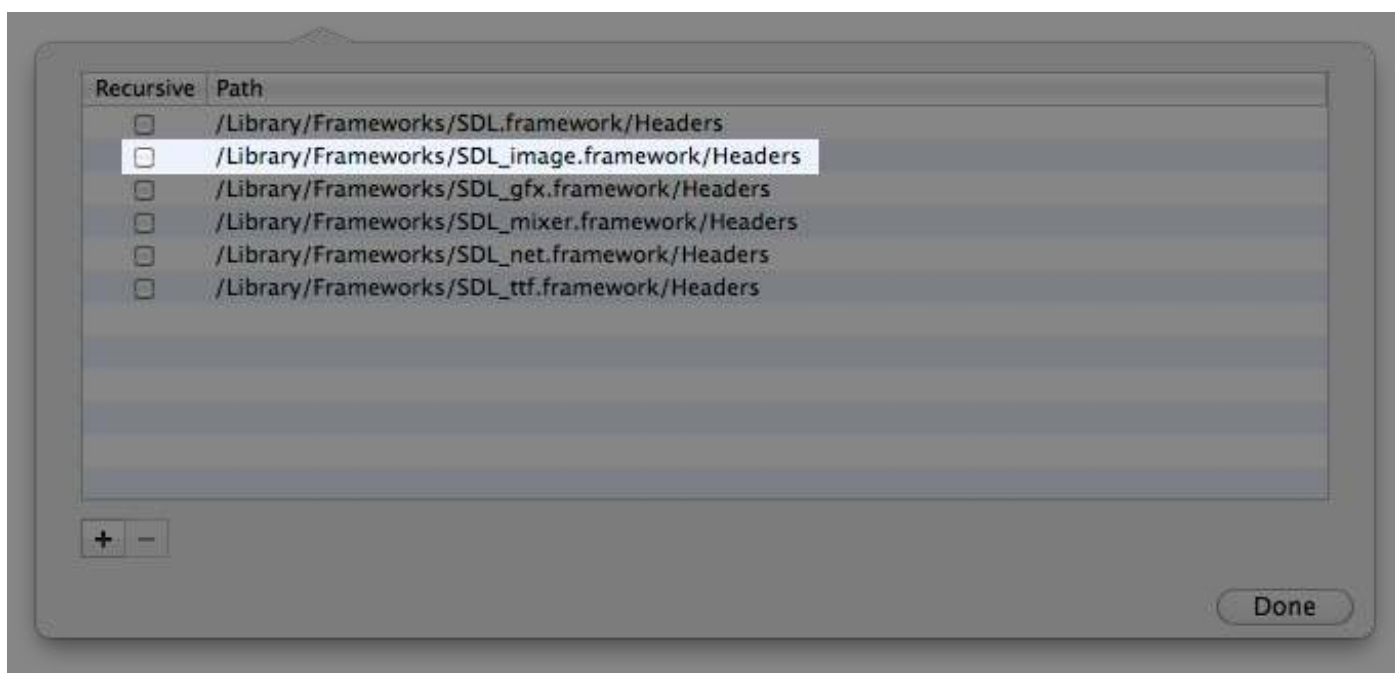 Recursive Path
/Library/Frameworks/SDL.framework/Headers
/Library/Frameworks/SDL_image.framework/Headers
/Library/Frameworks/SDL_gfx.framework/Headers
/Library/Frameworks/SDL_mixer.framework/Headers
/Library/Frameworks/SDL_net.framework/Headers
/Library/Frameworks/SDL_ttf.framework/Headers
+ −
Done